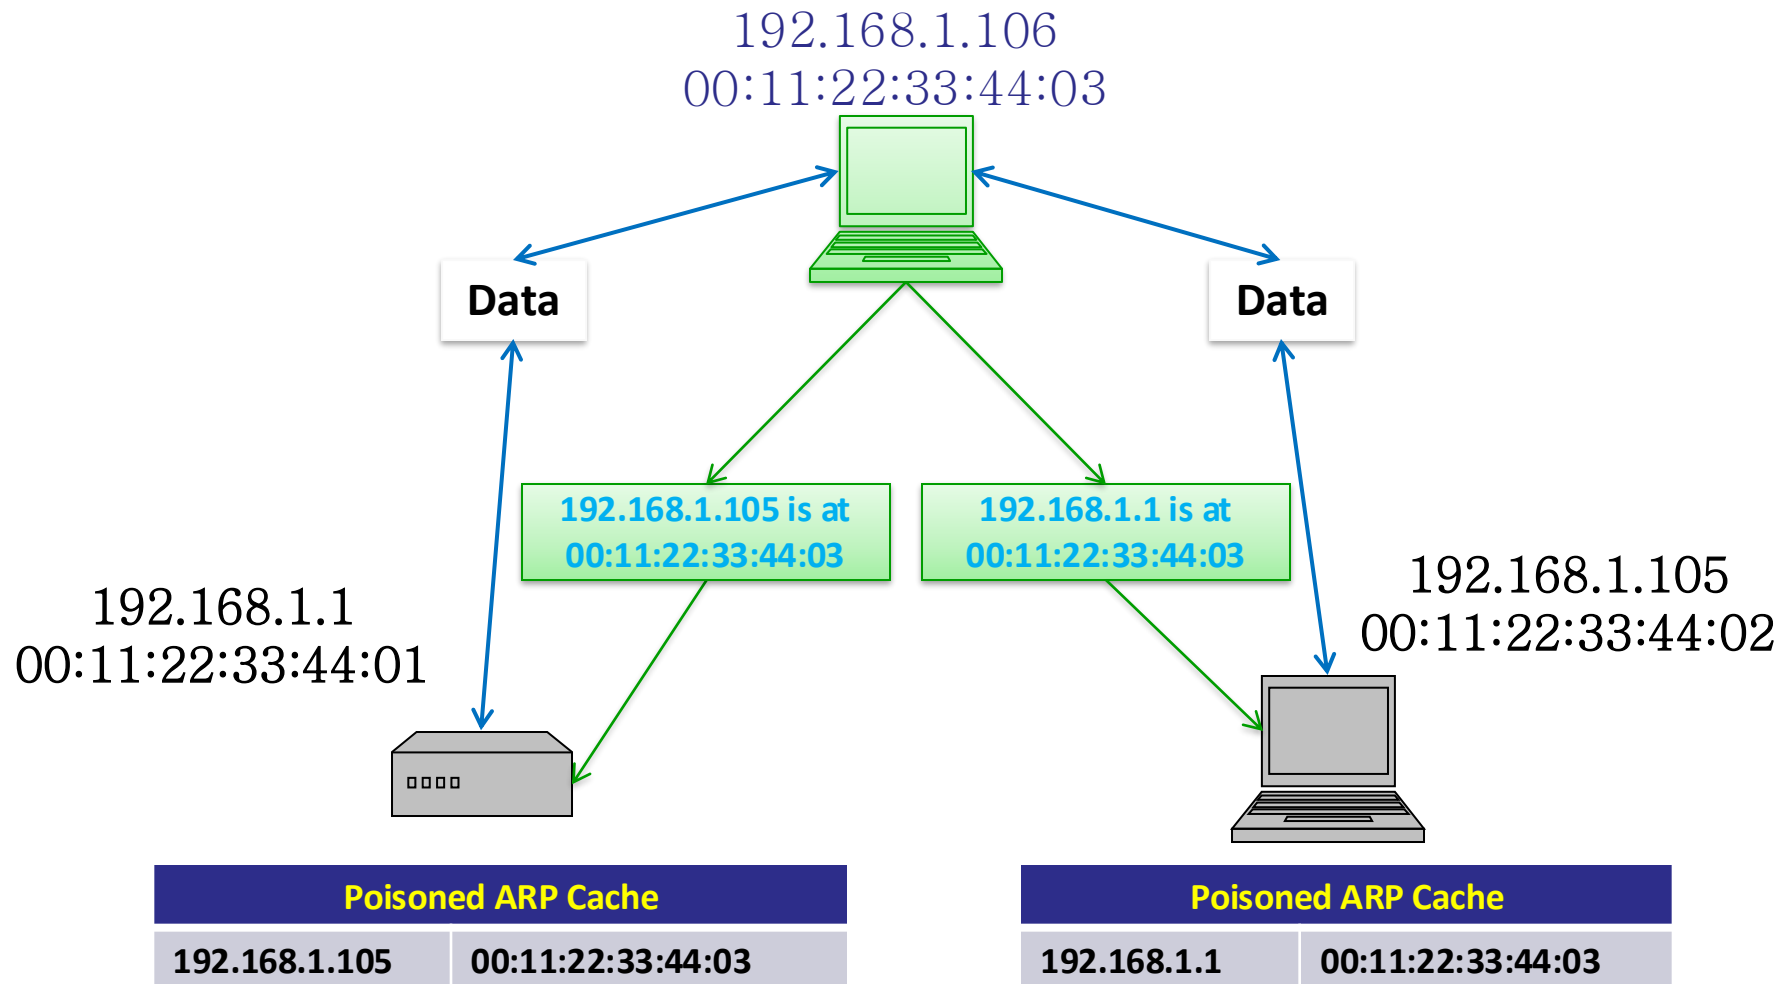 192.168.1.106
00:11:22:33:44:03
Data
Data
192.168.1.105 is at
00:11:22:33:44:03
192.168.1.1 is at
00:11:22:33:44:03
192.168.1.1
00:11:22:33:44:01
192.168.1.105
00:11:22:33:44:02
Poisoned ARP Cache
192.168.1.105 00:11:22:33:44:03
Poisoned ARP Cache
192.168.1.1 00:11:22:33:44:03